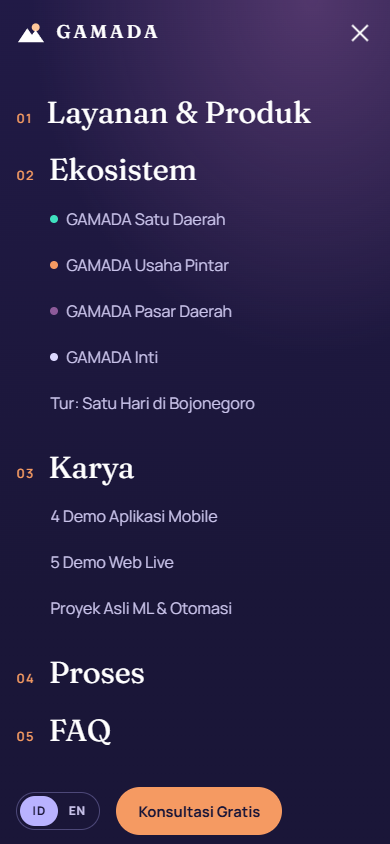 GAMADA
01 Layanan & Produk
02 Ekosistem
GAMADA Satu Daerah
GAMADA Usaha Pintar
GAMADA Pasar Daerah
GAMADA Inti
Tur: Satu Hari di Bojonegoro
03 Karya
4 Demo Aplikasi Mobile
5 Demo Web Live
Proyek Asli ML & Otomasi
04 Proses
05 FAQ
ID EN Konsultasi Gratis